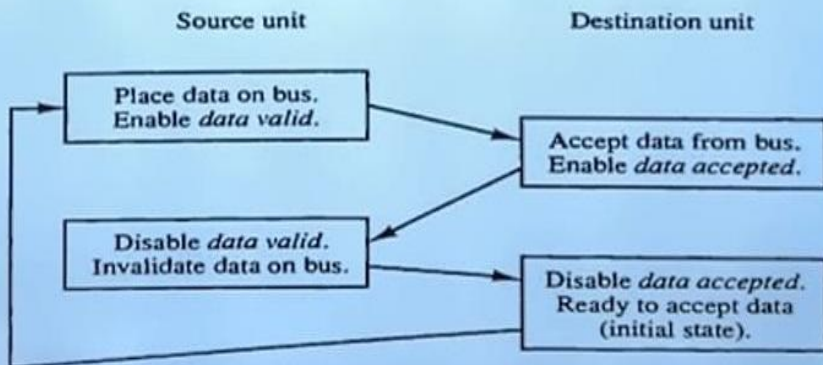 Source unit
Destination unit
Place data on bus.
Enable data valid.
Accept data from bus.
Enable data accepted.
Disable data valid.
Invalidate data on bus.
Disable data accepted.
Ready to accept data
(initial state).